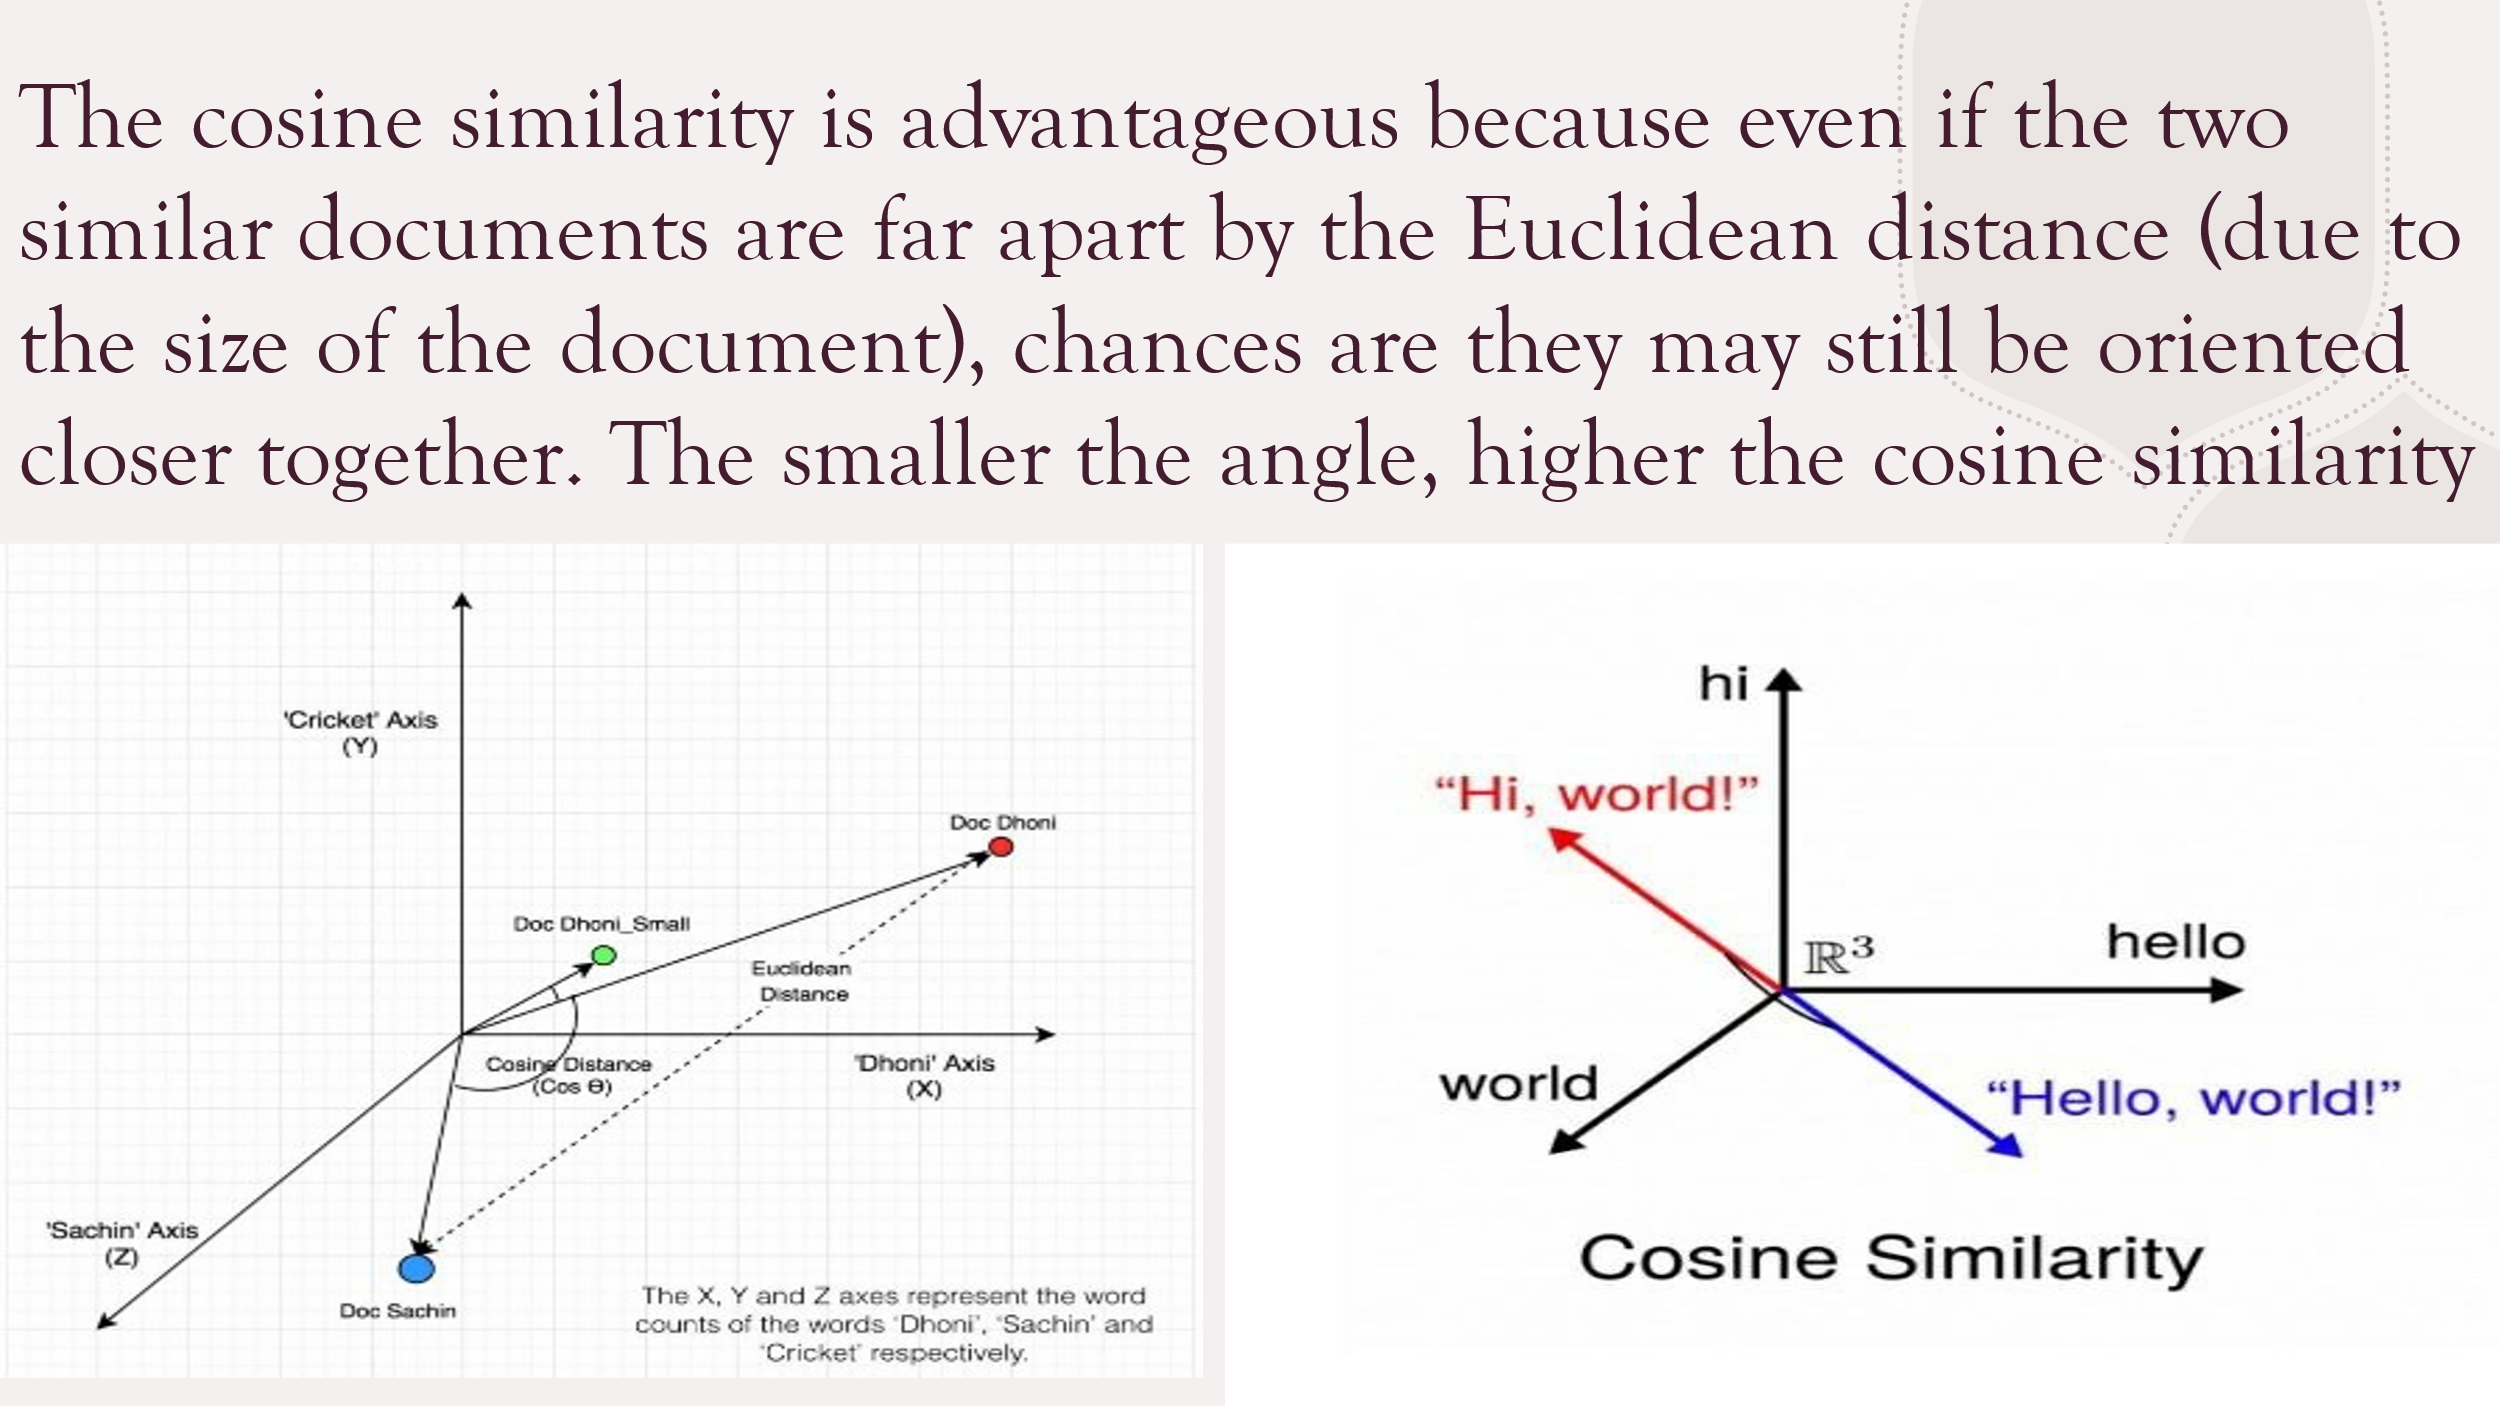 The cosine similarity is advantageous because even if the two
similar documents are far apart by the Euclidean distance (due to
the size of the document), chances are they may still be oriented
closer together. The smaller the angle, higher the cosine similarity
'Cricket' Axis
(Y)
Doc Dhoni
Doc Dhoni_Small
Euclidean
Distance
Cosine Distance
(Cos Θ)
'Dhoni' Axis
(X)
'Sachin' Axis
(Z)
Doc Sachin
The X, Y and Z axes represent the word
counts of the words 'Dhoni', 'Sachin' and
'Cricket' respectively.
hi
“Hi, world!”
ℝ³
hello
world
“Hello, world!”
Cosine Similarity